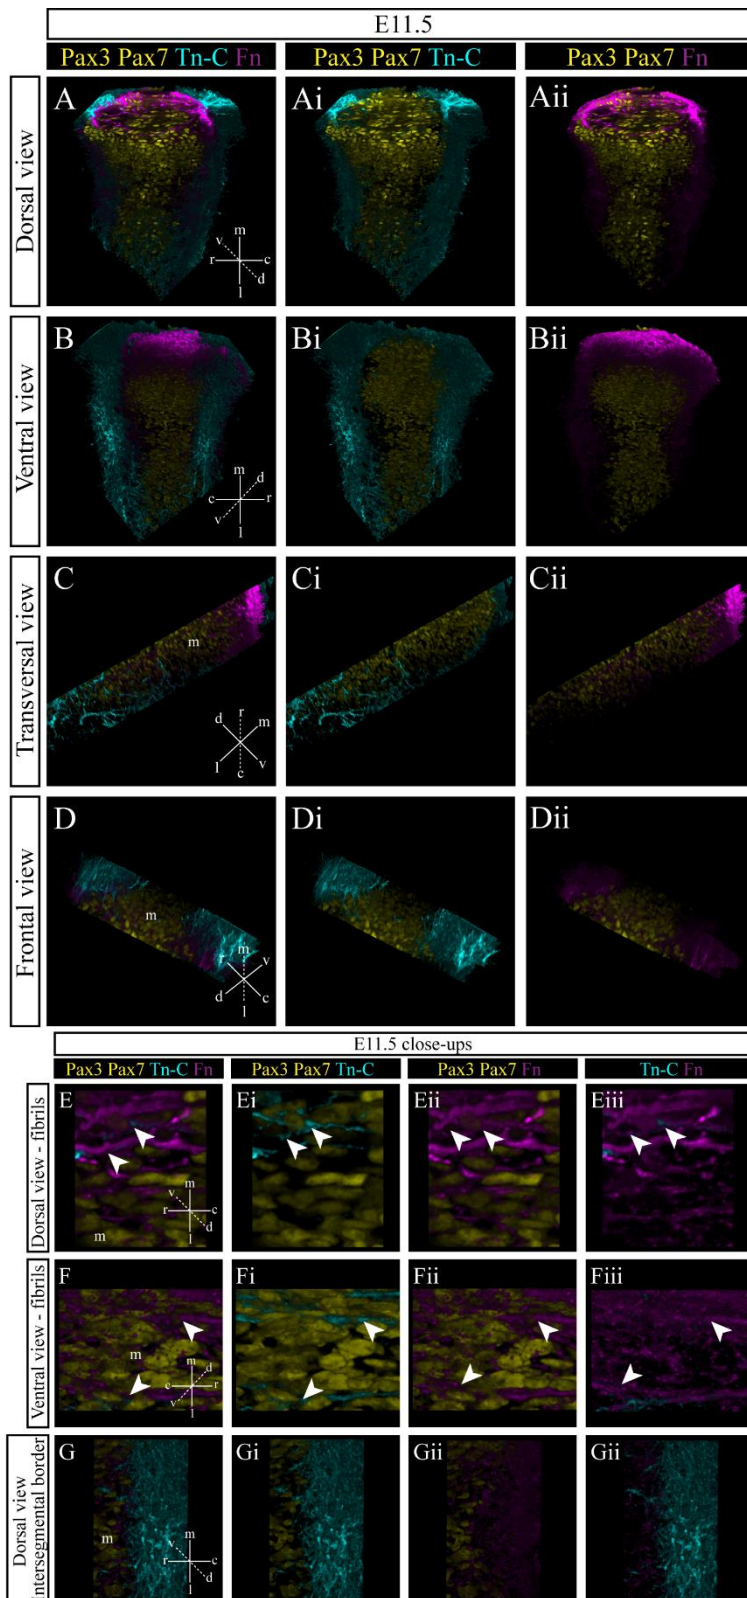 E11.5
Pax3 Pax7 Tn-C Fn
Pax3 Pax7 Tn-C
Pax3 Pax7 Fn
Dorsal view
A
Ai
Aii
m
v
r
c
d
l
Ventral view
B
Bi
Bii
m
d
c
r
v
l
Transversal view
C
Ci
Cii
m
r
d
m
l
v
c
Frontal view
D
Di
Dii
m
m
r
v
d
c
l
E11.5 close-ups
Pax3 Pax7 Tn-C Fn
Pax3 Pax7 Tn-C
Pax3 Pax7 Fn
Tn-C Fn
Dorsal view - fibrils
E
Ei
Eii
Eiii
m
v
r
c
d
m
l
Ventral view - fibrils
F
Fi
Fii
Fiii
m
m
d
c
r
v
l
Dorsal view
Intersegmental border
G
Gi
Gii
Gii
m
m
v
r
c
d
l